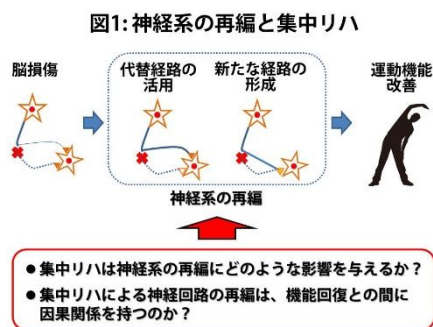 図1: 神経系の再編と集中リハ
脳損傷
代替経路の
活用
新たな経路の
形成
運動機能
改善
神経系の再編
● 集中リハは神経系の再編にどのような影響を与えるか?
● 集中リハによる神経回路の再編は、機能回復との間に
因果関係を持つのか?